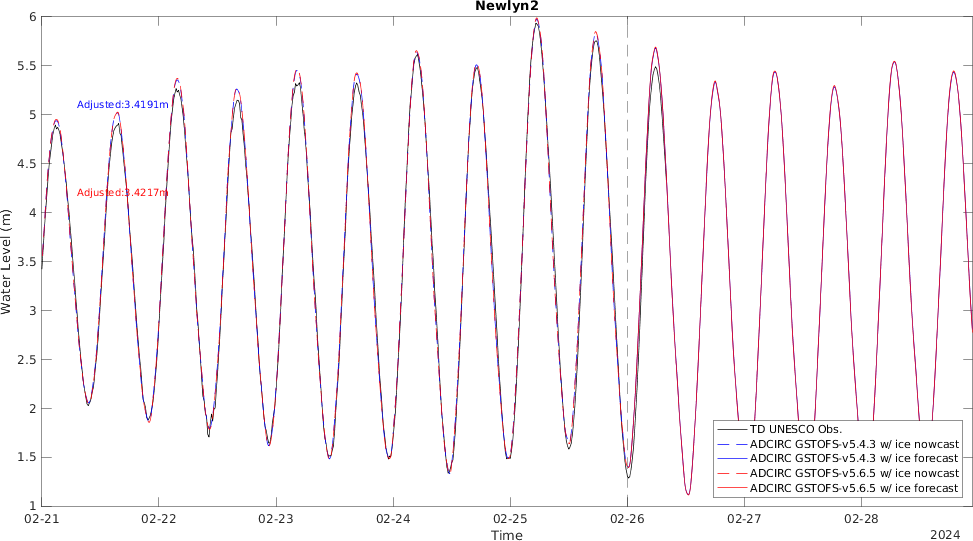 Newlyn2
6
5.5
5
4.5
4
3.5
3
2.5
2
1.5
1
Water Level (m)
Adjusted:3.4191m
Adjusted:3.4217m
TD UNESCO Obs.
ADCIRC GSTOFS-v5.4.3 w/ ice nowcast
ADCIRC GSTOFS-v5.4.3 w/ ice forecast
ADCIRC GSTOFS-v5.6.5 w/ ice nowcast
ADCIRC GSTOFS-v5.6.5 w/ ice forecast
02-21 02-22 02-23 02-24 02-25 02-26 02-27 02-28
Time
2024